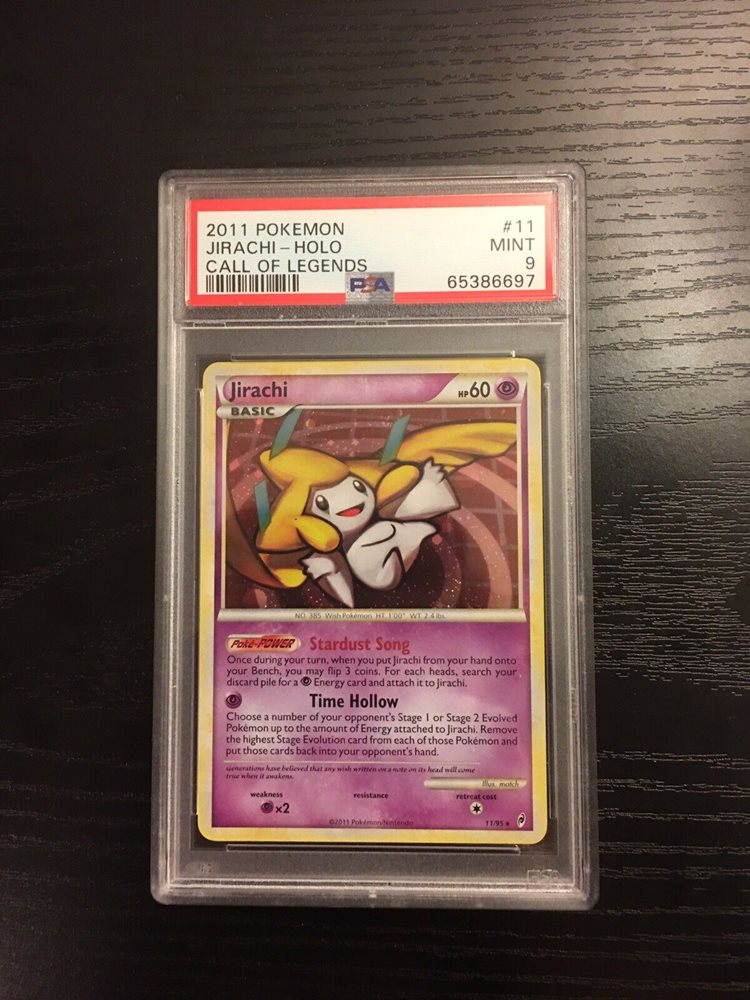 2011 POKEMON #11
JIRACHI - HOLO MINT
CALL OF LEGENDS 9
PSA 65386697
Jirachi HP60
BASIC
NO. 385 Wish Pokémon HT: 1'00" WT: 2.4 lbs.
Poké-POWER Stardust Song
Once during your turn, when you put Jirachi from your hand onto
your Bench, you may flip 3 coins. For each heads, search your
discard pile for a Energy card and attach it to Jirachi.
Time Hollow
Choose a number of your opponent's Stage 1 or Stage 2 Evolved
Pokémon up to the amount of Energy attached to Jirachi. Remove
the highest Stage Evolution card from each of those Pokémon and
put those cards back into your opponent's hand.
Generations have believed that any wish written on a note on its head will come
true when it awakens.
Illus. match
weakness resistance retreat cost
×2
©2011 Pokémon/Nintendo 11/95 ★